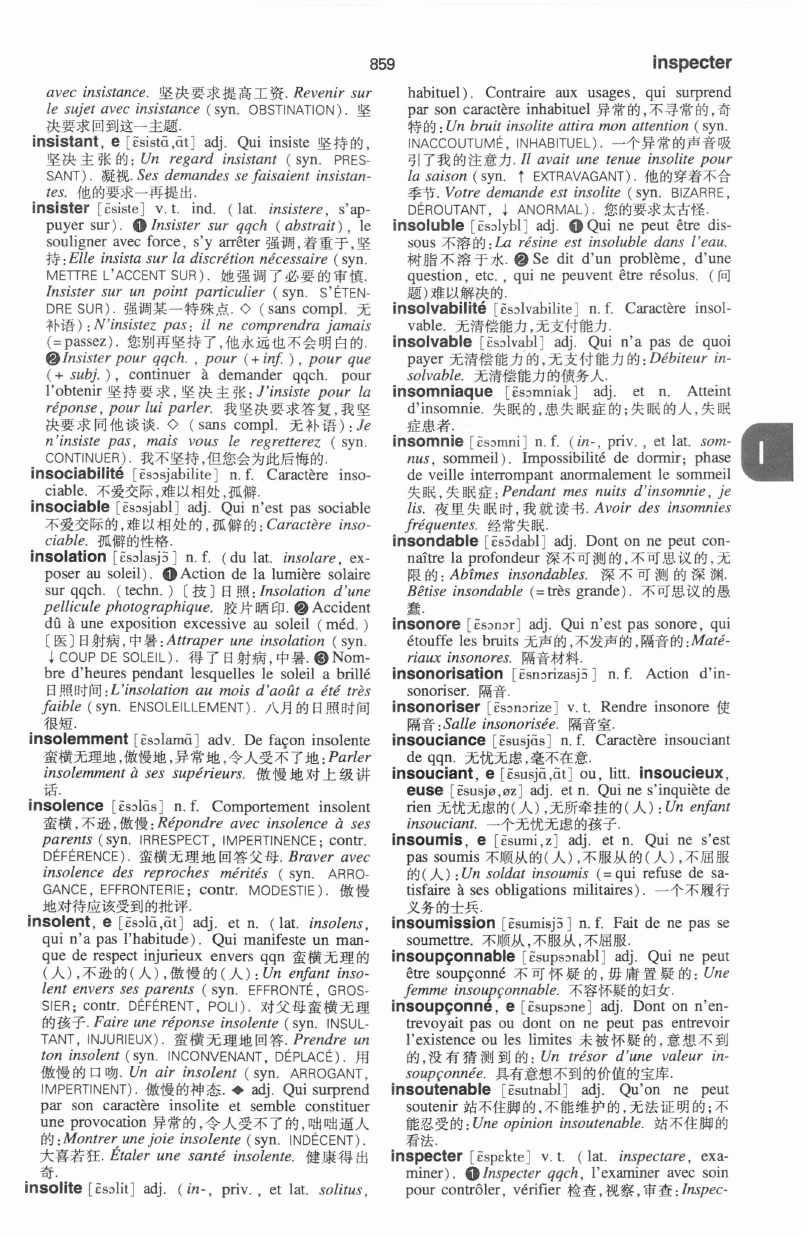 859
inspecter
avec insistance. 坚决要求提高工资. Revenir sur
le sujet avec insistance (syn. OBSTINATION). 坚
决要求回到这一主题.
insistant, e [ɛ̃sistɑ̃,ɑ̃t] adj. Qui insiste 坚持的,
坚决主张的: Un regard insistant (syn. PRES-
SANT). 凝视. Ses demandes se faisaient insistan-
tes. 他的要求一再提出.
insister [ɛ̃siste] v. t. ind. (lat. insistere, s'ap-
puyer sur). ❶ Insister sur qqch (abstrait), le
souligner avec force, s'y arrêter 强调,着重于,坚
持: Elle insista sur la discrétion nécessaire (syn.
METTRE L'ACCENT SUR). 她强调了必要的审慎.
Insister sur un point particulier (syn. S'ÉTEN-
DRE SUR). 强调某一特殊点. ◇ (sans compl. 无
补语): N'insistez pas: il ne comprendra jamais
(=passez). 您别再坚持了,他永远也不会明白的.
❷ Insister pour qqch. , pour (+inf. ), pour que
(+ subj. ), continuer à demander qqch. pour
l'obtenir 坚持要求,坚决主张: J'insiste pour la
réponse, pour lui parler. 我坚决要求答复,我坚
决要求同他谈谈. ◇ (sans compl. 无补语): Je
n'insiste pas, mais vous le regretterez (syn.
CONTINUER). 我不坚持,但您会为此后悔的.
insociabilité [ɛ̃sɔsjabilite] n. f. Caractère inso-
ciable. 不爱交际,难以相处,孤僻.
insociable [ɛ̃sɔsjabl] adj. Qui n'est pas sociable
不爱交际的,难以相处的,孤僻的: Caractère inso-
ciable. 孤僻的性格.
insolation [ɛ̃sɔlasjɔ̃] n. f. (du lat. insolare, ex-
poser au soleil). ❶ Action de la lumière solaire
sur qqch. (techn.) [技] 日照: Insolation d'une
pellicule photographique. 胶片晒印. ❷ Accident
dû à une exposition excessive au soleil (méd.)
[医]日射病,中暑: Attraper une insolation (syn.
↓ COUP DE SOLEIL). 得了日射病,中暑. ❸ Nom-
bre d'heures pendant lesquelles le soleil a brillé
日照时间: L'insolation au mois d'août a été très
faible (syn. ENSOLEILLEMENT). 八月的日照时间
很短.
insolemment [ɛ̃sɔlamɑ̃] adv. De façon insolente
蛮横无理地,傲慢地,异常地,令人受不了地: Parler
insolemment à ses supérieurs. 傲慢地对上级讲
话.
insolence [ɛ̃sɔlɑ̃s] n. f. Comportement insolent
蛮横,不逊,傲慢: Répondre avec insolence à ses
parents (syn. IRRESPECT, IMPERTINENCE; contr.
DÉFÉRENCE). 蛮横无理地回答父母. Braver avec
insolence des reproches mérités (syn. ARRO-
GANCE, EFFRONTERIE; contr. MODESTIE). 傲慢
地对待应该受到的批评.
insolent, e [ɛ̃sɔlɑ̃,ɑ̃t] adj. et n. (lat. insolens,
qui n'a pas l'habitude). Qui manifeste un man-
que de respect injurieux envers qqn 蛮横无理的
(人),不逊的(人),傲慢的(人): Un enfant inso-
lent envers ses parents (syn. EFFRONTÉ, GROS-
SIER; contr. DÉFÉRENT, POLI). 对父母蛮横无理
的孩子. Faire une réponse insolente (syn. INSUL-
TANT, INJURIEUX). 蛮横无理地回答. Prendre un
ton insolent (syn. INCONVENANT, DÉPLACÉ). 用
傲慢的口吻. Un air insolent (syn. ARROGANT,
IMPERTINENT). 傲慢的神态. ◆ adj. Qui surprend
par son caractère insolite et semble constituer
une provocation 异常的,令人受不了的,咄咄逼人
的: Montrer une joie insolente (syn. INDÉCENT).
大喜若狂. Étaler une santé insolente. 健康得出
奇.
insolite [ɛ̃sɔlit] adj. (in-, priv. , et lat. solitus,
habituel). Contraire aux usages, qui surprend
par son caractère inhabituel 异常的,不寻常的,奇
特的: Un bruit insolite attira mon attention (syn.
INACCOUTUMÉ, INHABITUEL). 一个异常的声音吸
引了我的注意力. Il avait une tenue insolite pour
la saison (syn. ↑ EXTRAVAGANT). 他的穿着不合
季节. Votre demande est insolite (syn. BIZARRE,
DÉROUTANT, ↓ ANORMAL). 您的要求太古怪.
insoluble [ɛ̃sɔlybl] adj. ❶ Qui ne peut être dis-
sous 不溶的: La résine est insoluble dans l'eau.
树脂不溶于水. ❷ Se dit d'un problème, d'une
question, etc. , qui ne peuvent être résolus. (问
题)难以解决的.
insolvabilité [ɛ̃sɔlvabilite] n. f. Caractère insol-
vable. 无清偿能力,无支付能力.
insolvable [ɛ̃sɔlvabl] adj. Qui n'a pas de quoi
payer 无清偿能力的,无支付能力的: Débiteur in-
solvable. 无清偿能力的债务人.
insomniaque [ɛ̃sɔmniak] adj. et n. Atteint
d'insomnie. 失眠的,患失眠症的;失眠的人,失眠
症患者.
insomnie [ɛ̃sɔmni] n. f. (in-, priv. , et lat. som-
nus, sommeil). Impossibilité de dormir; phase
de veille interrompant anormalement le sommeil
失眠,失眠症: Pendant mes nuits d'insomnie, je
lis. 夜里失眠时,我就读书. Avoir des insomnies
fréquentes. 经常失眠.
insondable [ɛ̃sɔ̃dabl] adj. Dont on ne peut con-
naître la profondeur 深不可测的,不可思议的,无
限的: Abîmes insondables. 深不可测的深渊.
Bêtise insondable (=très grande). 不可思议的愚
蠢.
insonore [ɛ̃sɔnɔr] adj. Qui n'est pas sonore, qui
étouffe les bruits 无声的,不发声的,隔音的: Maté-
riaux insonores. 隔音材料.
insonorisation [ɛ̃sɔnɔrizasjɔ̃] n. f. Action d'in-
sonoriser. 隔音.
insonoriser [ɛ̃sɔnɔrize] v. t. Rendre insonore 使
隔音: Salle insonorisée. 隔音室.
insouciance [ɛ̃susjɑ̃s] n. f. Caractère insouciant
de qqn. 无忧无虑,毫不在意.
insouciant, e [ɛ̃susjɑ̃,ɑ̃t] ou, litt. insoucieux,
euse [ɛ̃susjø,øz] adj. et n. Qui ne s'inquiète de
rien 无忧无虑的(人),无所牵挂的(人): Un enfant
insouciant. 一个无忧无虑的孩子.
insoumis, e [ɛ̃sumi,z] adj. et n. Qui ne s'est
pas soumis 不顺从的(人),不服从的(人),不屈服
的(人): Un soldat insoumis (=qui refuse de sa-
tisfaire à ses obligations militaires). 一个不履行
义务的士兵.
insoumission [ɛ̃sumisjɔ̃] n. f. Fait de ne pas se
soumettre. 不顺从,不服从,不屈服.
insoupçonnable [ɛ̃supsɔnabl] adj. Qui ne peut
être soupçonné 不可怀疑的,毋庸置疑的: Une
femme insoupçonnable. 不容怀疑的妇女.
insoupçonné, e [ɛ̃supsɔne] adj. Dont on n'en-
trevoyait pas ou dont on ne peut pas entrevoir
l'existence ou les limites 未被怀疑的,意想不到
的,没有猜测到的: Un trésor d'une valeur in-
soupçonnée. 具有意想不到的价值的宝库.
insoutenable [ɛ̃sutnabl] adj. Qu'on ne peut
soutenir 站不住脚的,不能维护的,无法证明的;不
能忍受的: Une opinion insoutenable. 站不住脚的
看法.
inspecter [ɛ̃spɛkte] v. t. (lat. inspectare, exa-
miner). ❶ Inspecter qqch, l'examiner avec soin
pour contrôler, vérifier 检查,视察,审查: Inspec-
I